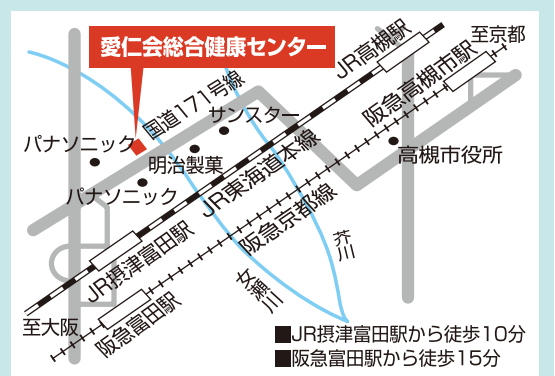 愛仁会総合健康センター
JR高槻駅
至京都
阪急高槻市駅
国道171号線
サンスター
パナソニック
明治製菓
高槻市役所
パナソニック
JR東海道本線
阪急京都線
JR摂津富田駅
芥川
女瀬川
至大阪
阪急富田駅
■JR摂津富田駅から徒歩10分
■阪急富田駅から徒歩15分